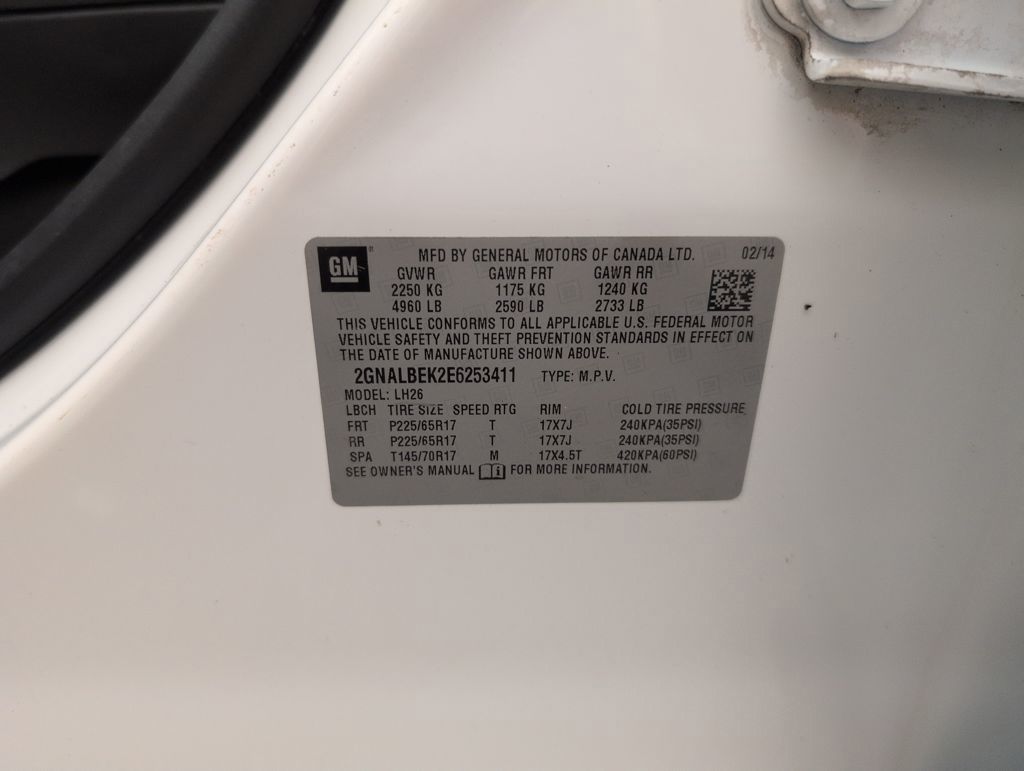 GM
MFD BY GENERAL MOTORS OF CANADA LTD. 02/14
GVWR GAWR FRT GAWR RR
2250 KG 1175 KG 1240 KG
4960 LB 2590 LB 2733 LB
THIS VEHICLE CONFORMS TO ALL APPLICABLE U.S. FEDERAL MOTOR
VEHICLE SAFETY AND THEFT PREVENTION STANDARDS IN EFFECT ON
THE DATE OF MANUFACTURE SHOWN ABOVE.
2GNALBEK2E6253411 TYPE: M.P.V.
MODEL: LH26
LBCH TIRE SIZE SPEED RTG RIM COLD TIRE PRESSURE
FRT P225/65R17 T 17X7J 240KPA(35PSI)
RR P225/65R17 T 17X7J 240KPA(35PSI)
SPA T145/70R17 M 17X4.5T 420KPA(60PSI)
SEE OWNER'S MANUAL FOR MORE INFORMATION.